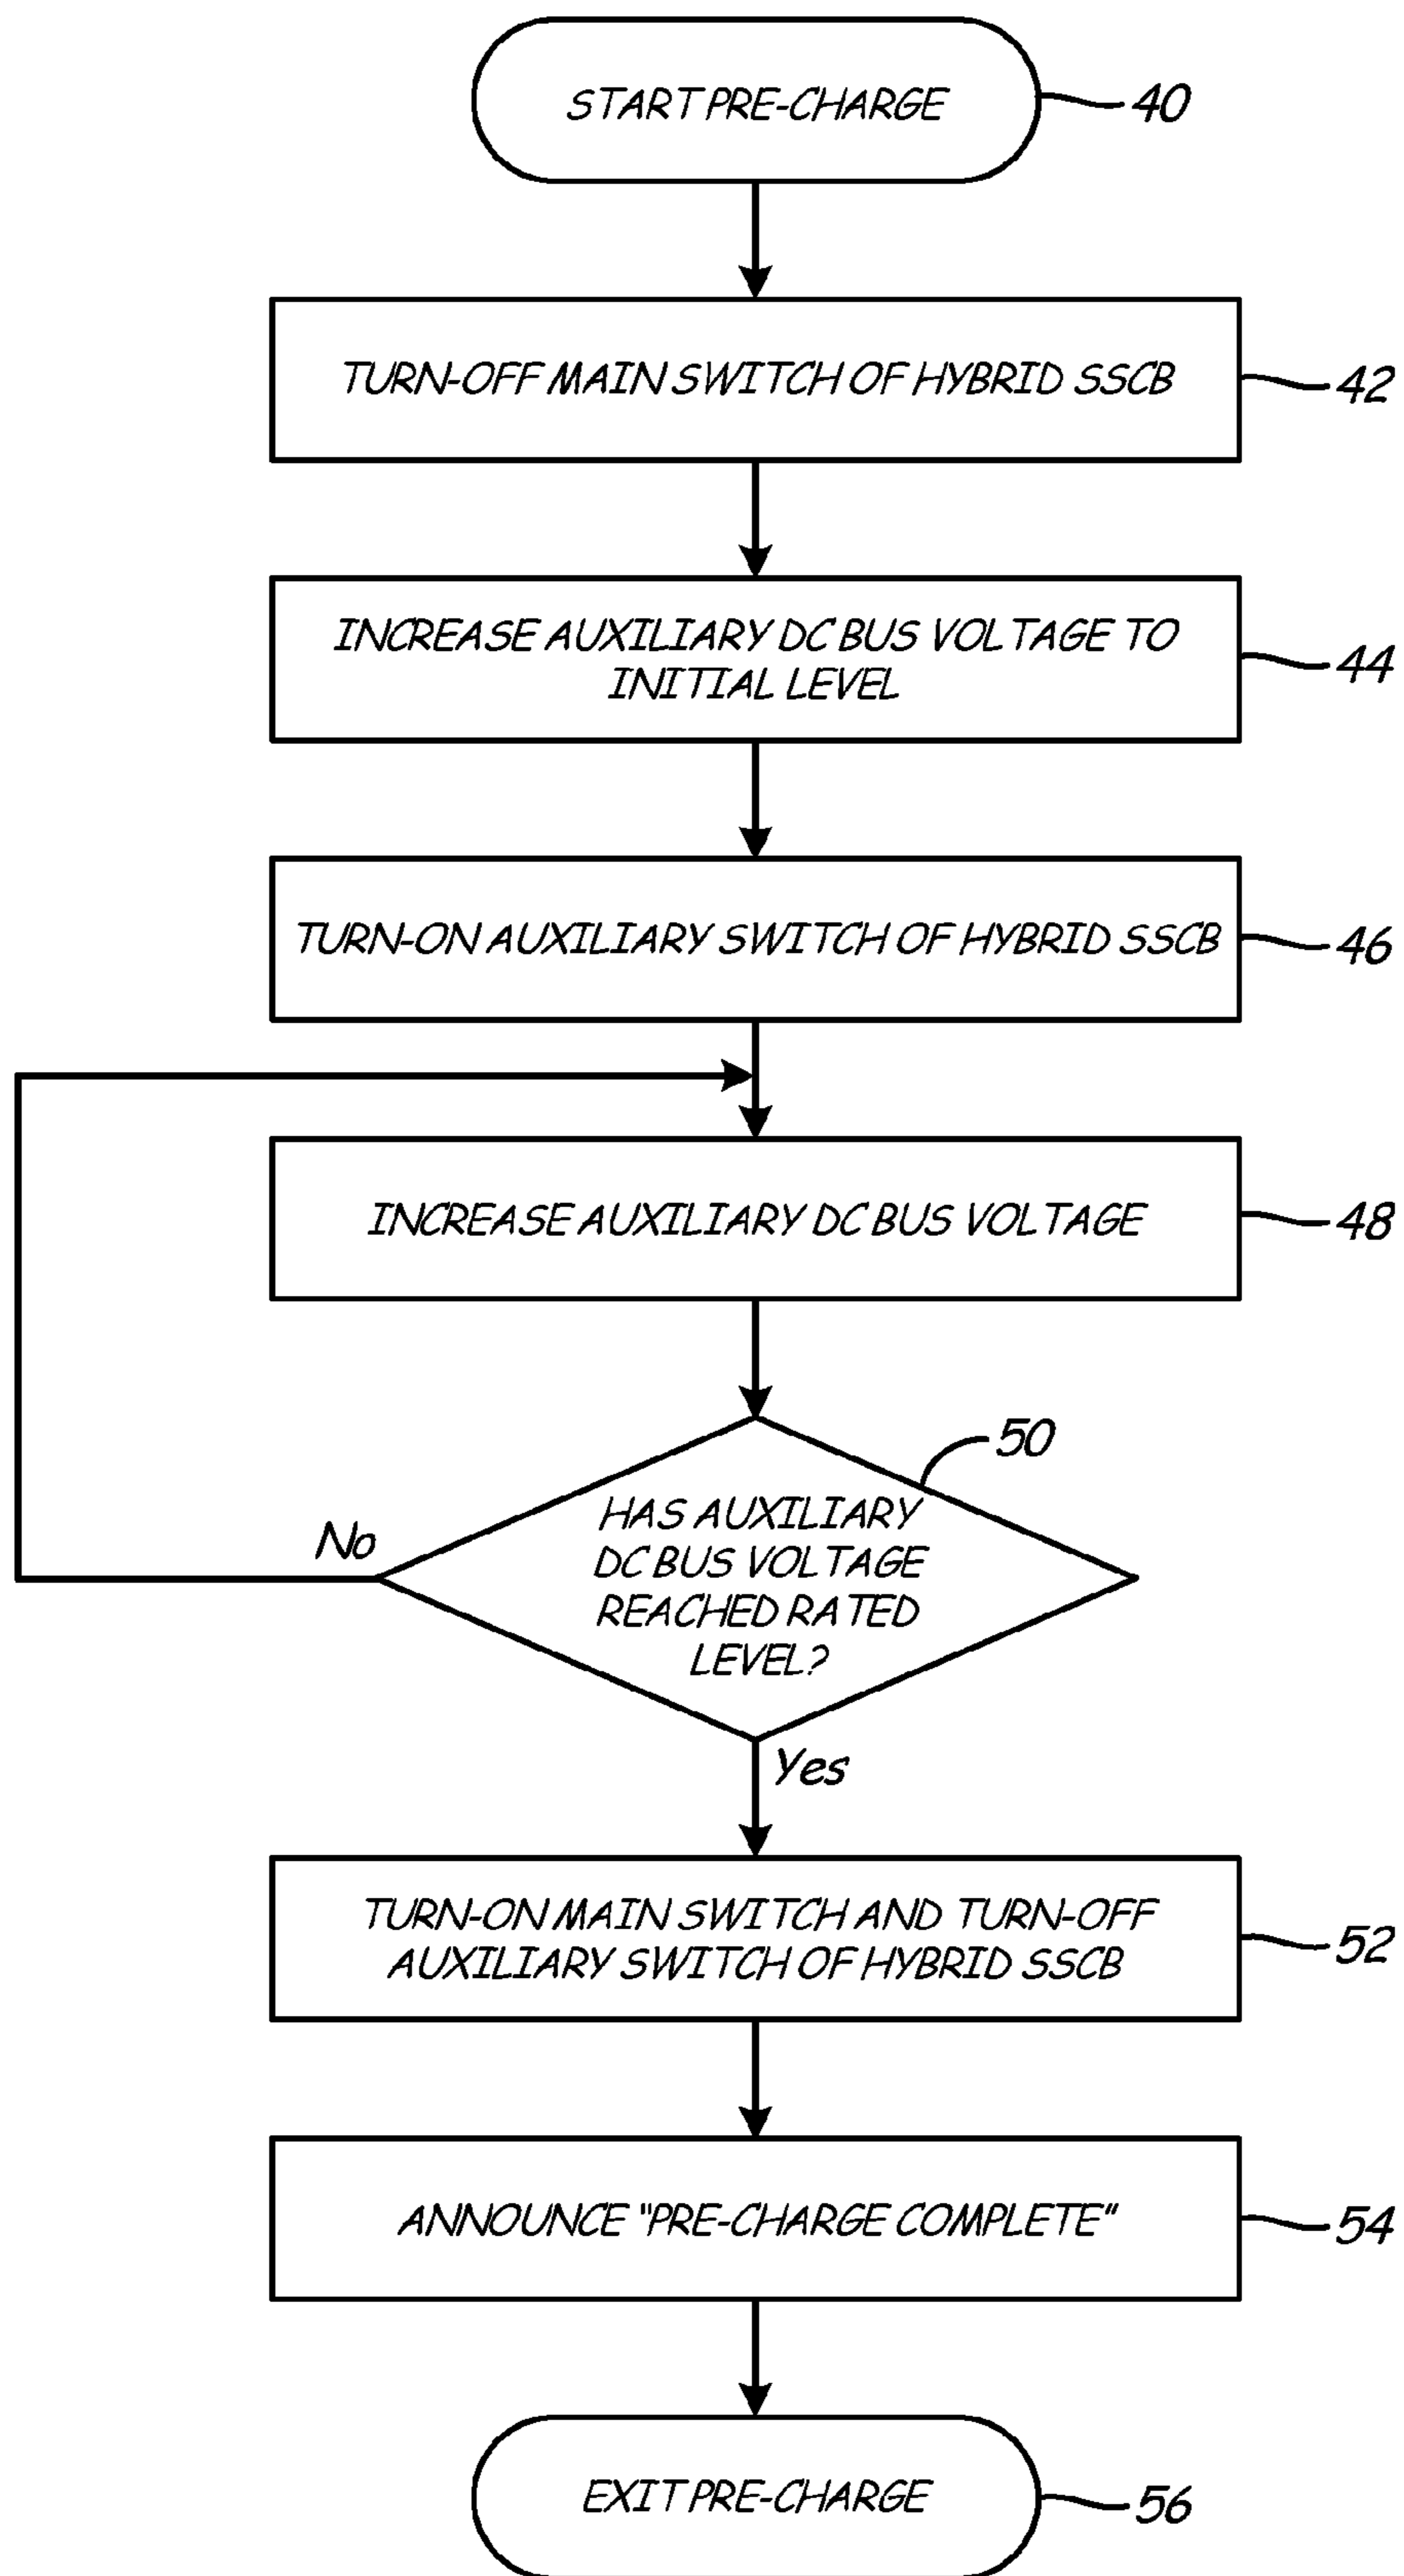 START PRE-CHARGE
40
TURN-OFF MAIN SWITCH OF HYBRID SSCB
42
INCREASE AUXILIARY DC BUS VOLTAGE TO
INITIAL LEVEL
44
TURN-ON AUXILIARY SWITCH OF HYBRID SSCB
46
INCREASE AUXILIARY DC BUS VOLTAGE
48
50
HAS AUXILIARY
DC BUS VOLTAGE
REACHED RATED
LEVEL?
No
Yes
TURN-ON MAIN SWITCH AND TURN-OFF
AUXILIARY SWITCH OF HYBRID SSCB
52
ANNOUNCE "PRE-CHARGE COMPLETE"
54
EXIT PRE-CHARGE
56